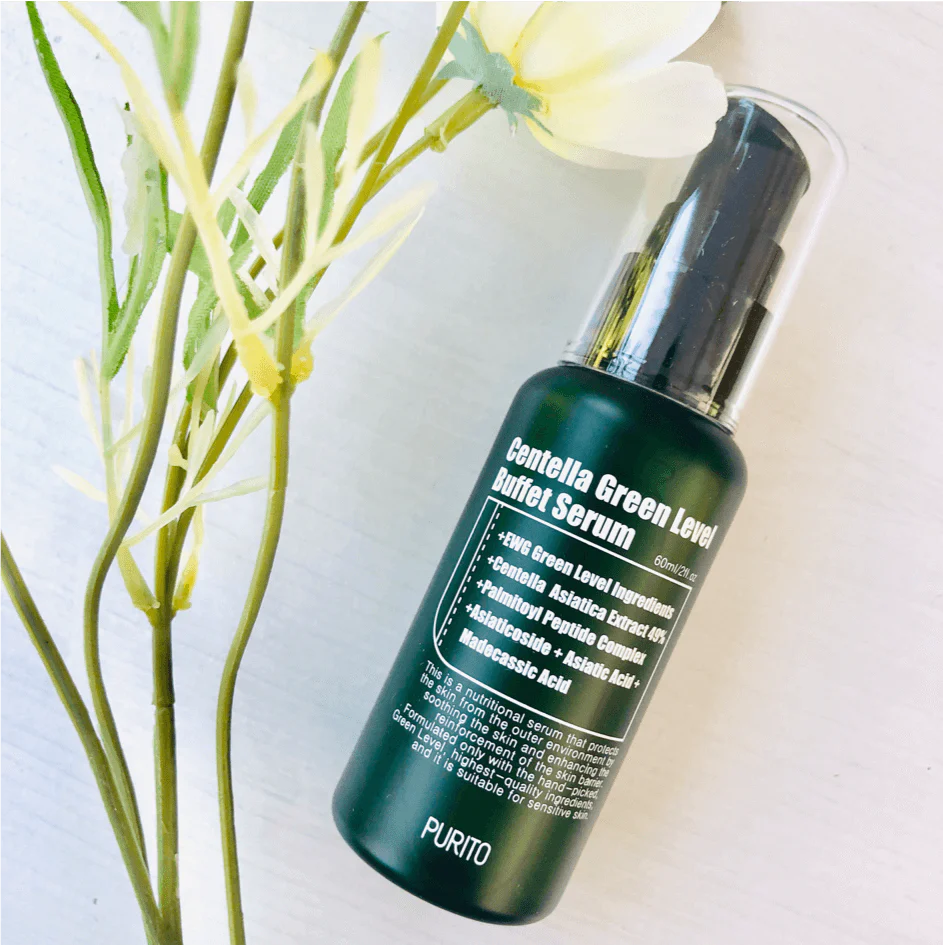 Centella Green Level
Buffet Serum
60ml/2fl.oz
+EWG Green Level Ingredients
+Centella Asiatica Extract 49%
+Palmitoyl Peptide Complex
+Asiaticoside + Asiatic Acid +
Madecassic Acid
This is a nutritional serum that protects
the skin from the outer environment by
soothing the skin and enhancing the
reinforcement of the skin barrier.
Formulated only with the hand-picked,
Green Level, highest-quality ingredients,
and it is suitable for sensitive skin.
PURITO